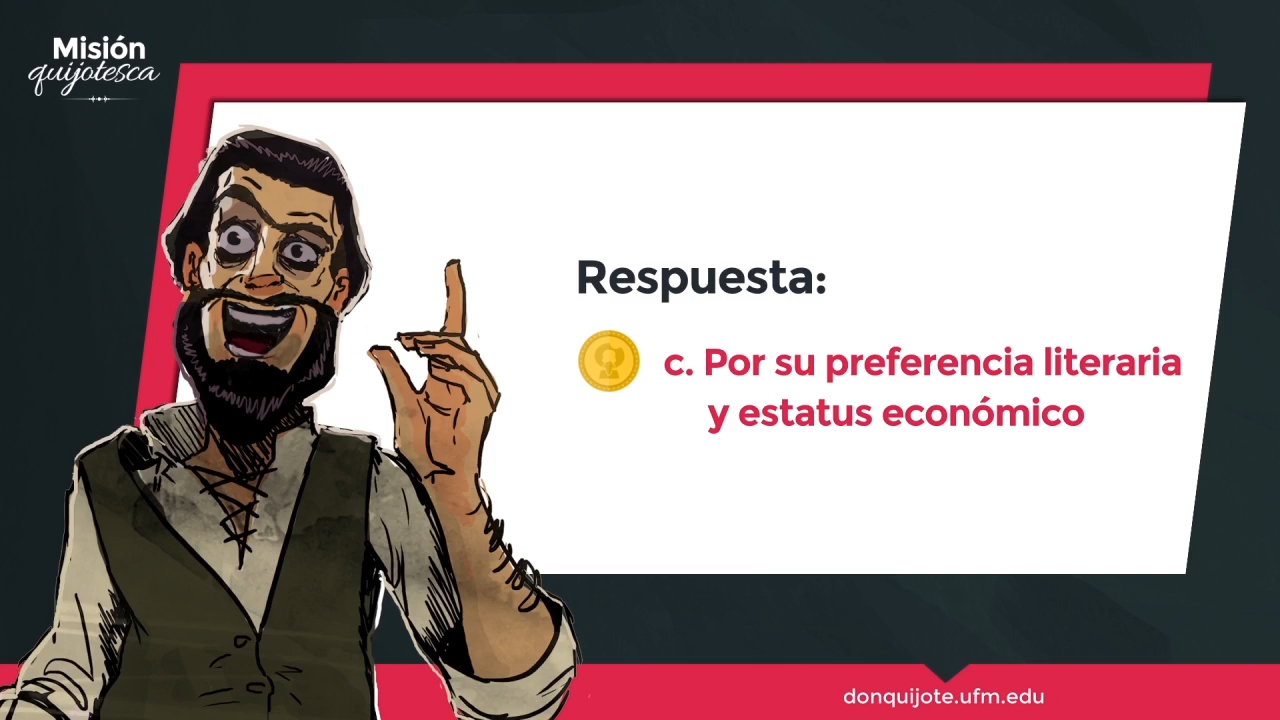 Misión
quijotesca
Respuesta:
c. Por su preferencia literaria
y estatus económico
donquijote.ufm.edu